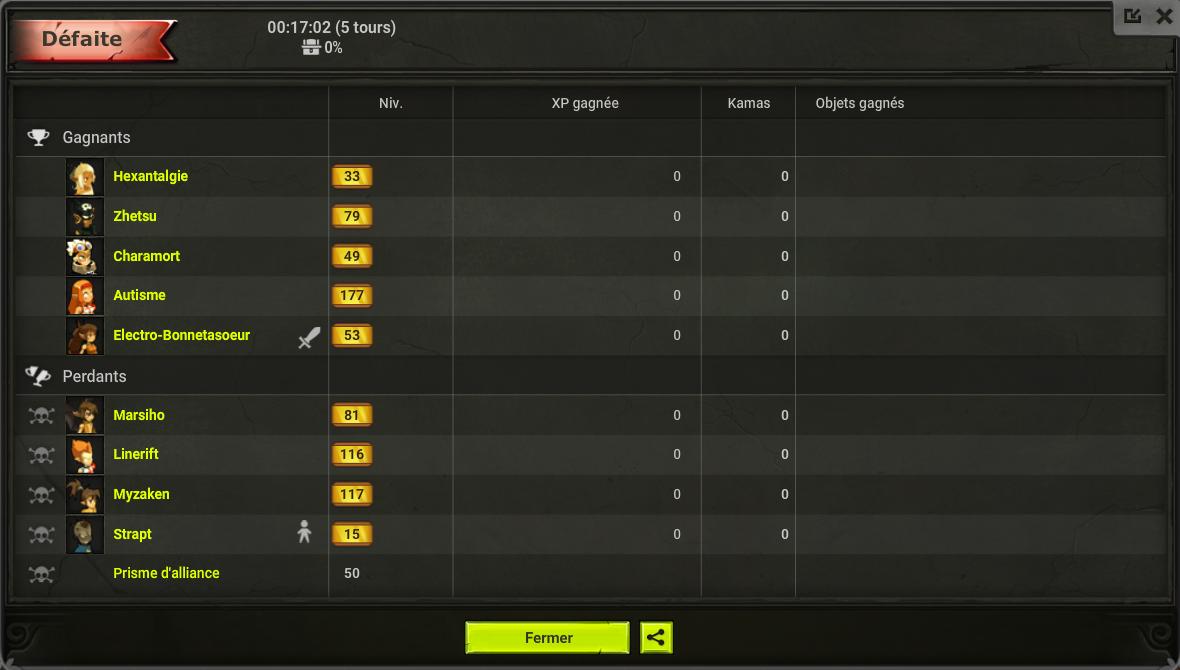 Défaite
00:17:02 (5 tours)
0%
Niv. XP gagnée Kamas Objets gagnés
Gagnants
Hexantalgie 33 0 0
Zhetsu 79 0 0
Charamort 49 0 0
Autisme 177 0 0
Electro-Bonnetasoeur 53 0 0
Perdants
Marsiho 81 0 0
Linerift 116 0 0
Myzaken 117 0 0
Strapt 15 0 0
Prisme d'alliance 50
Fermer